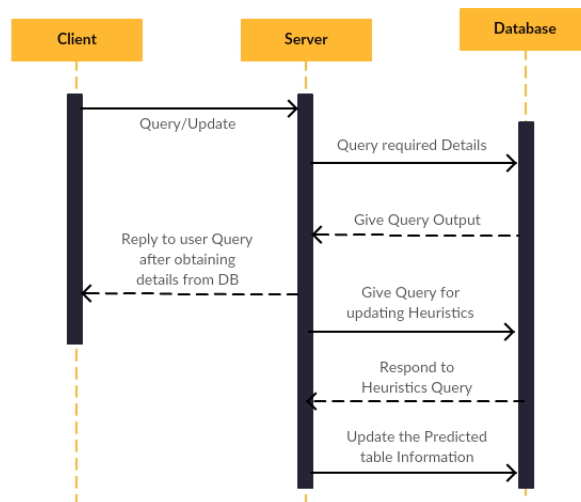 Client
Server
Database
Query/Update
Query required Details
Give Query Output
Reply to user Query
after obtaining
details from DB
Give Query for
updating Heuristics
Respond to
Heuristics Query
Update the Predicted
table Information